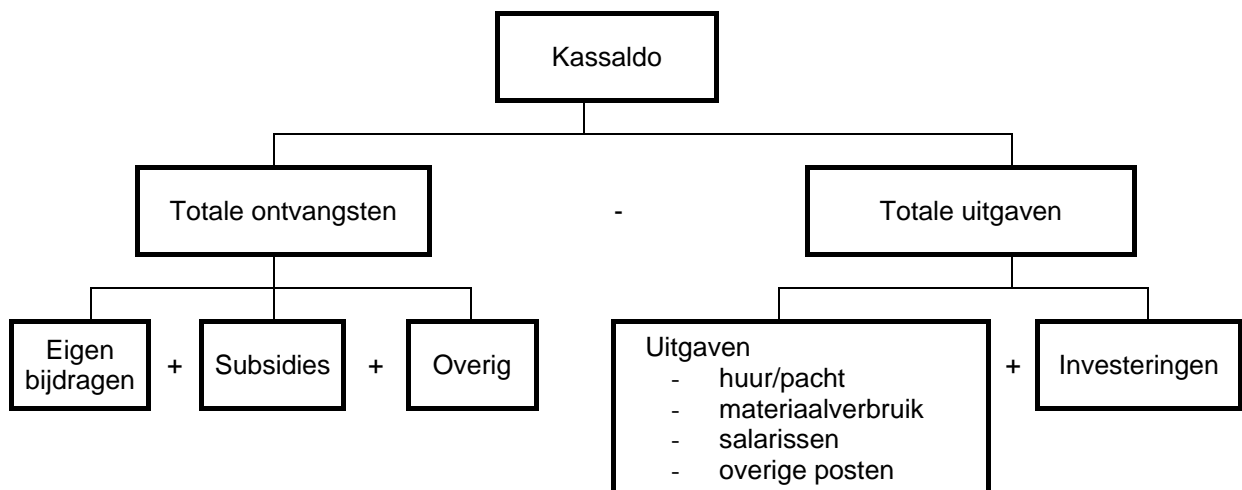 Kassaldo
Totale ontvangsten
-
Totale uitgaven
Eigen
bijdragen
+
Subsidies
+
Overig
Uitgaven
- huur/pacht
- materiaalverbruik
- salarissen
- overige posten
+
Investeringen